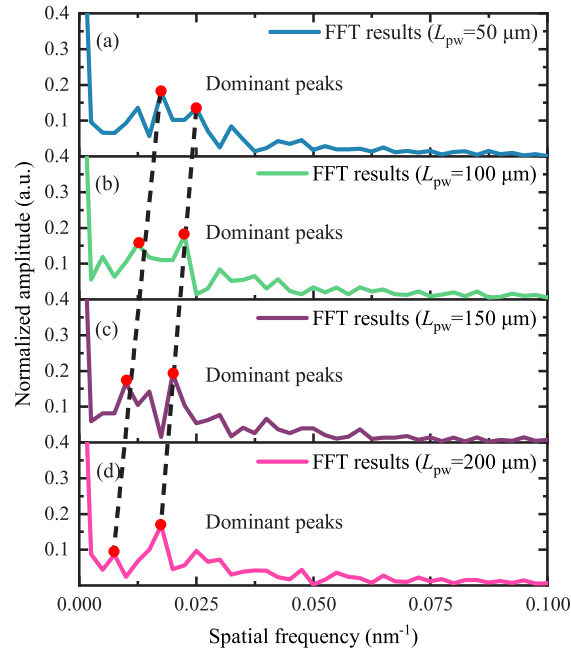 0.4
(a)
FFT results (Lpw=50 μm)
0.3
0.2
Dominant peaks
0.1
0.4
FFT results (Lpw=100 μm)
(b)
0.3
0.2
Dominant peaks
0.1
0.4
FFT results (Lpw=150 μm)
(c)
0.3
0.2
Dominant peaks
0.1
0.4
FFT results (Lpw=200 μm)
(d)
0.3
0.2
Dominant peaks
0.1
Normalized amplitude (a.u.)
0.000 0.025 0.050 0.075 0.100
Spatial frequency (nm⁻¹)